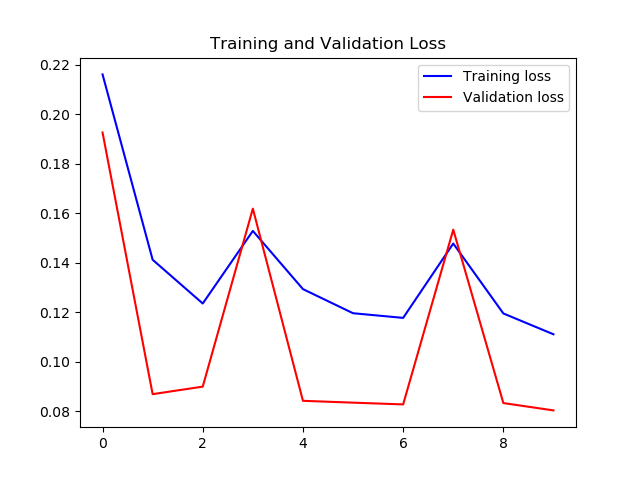 Training and Validation Loss
Training loss
Validation loss
0.22
0.20
0.18
0.16
0.14
0.12
0.10
0.08
0 2 4 6 8